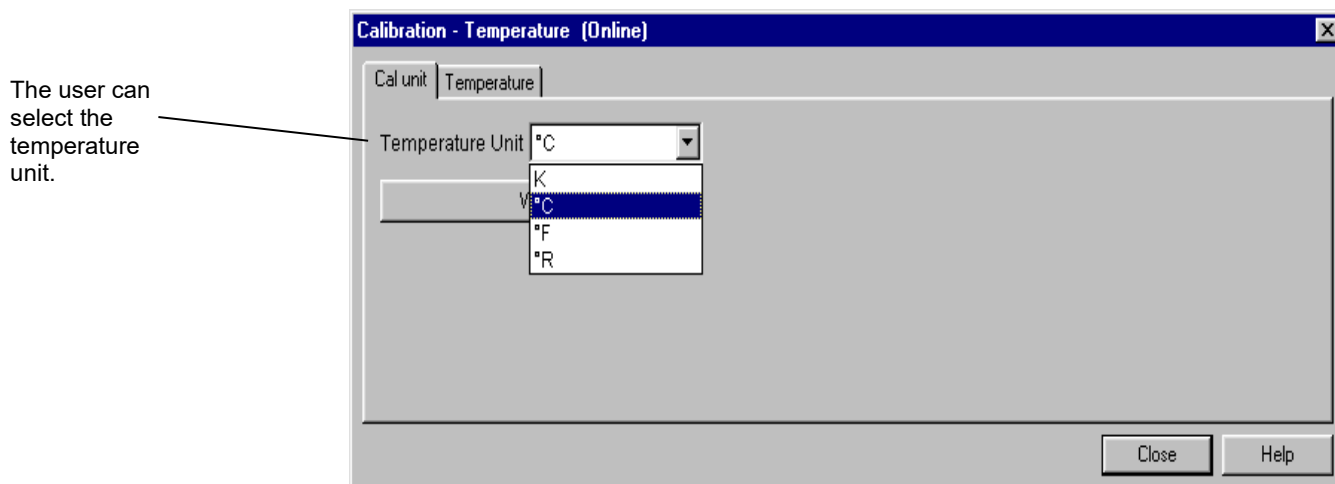 Calibration - Temperature (Online)
Cal unit
Temperature
The user can
select the
temperature
unit.
Temperature Unit
°C
K
°C
°F
°R
Close
Help